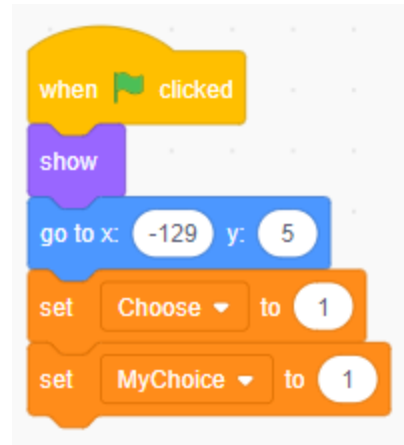 when clicked
show
go to x: -129 y: 5
set Choose to 1
set MyChoice to 1